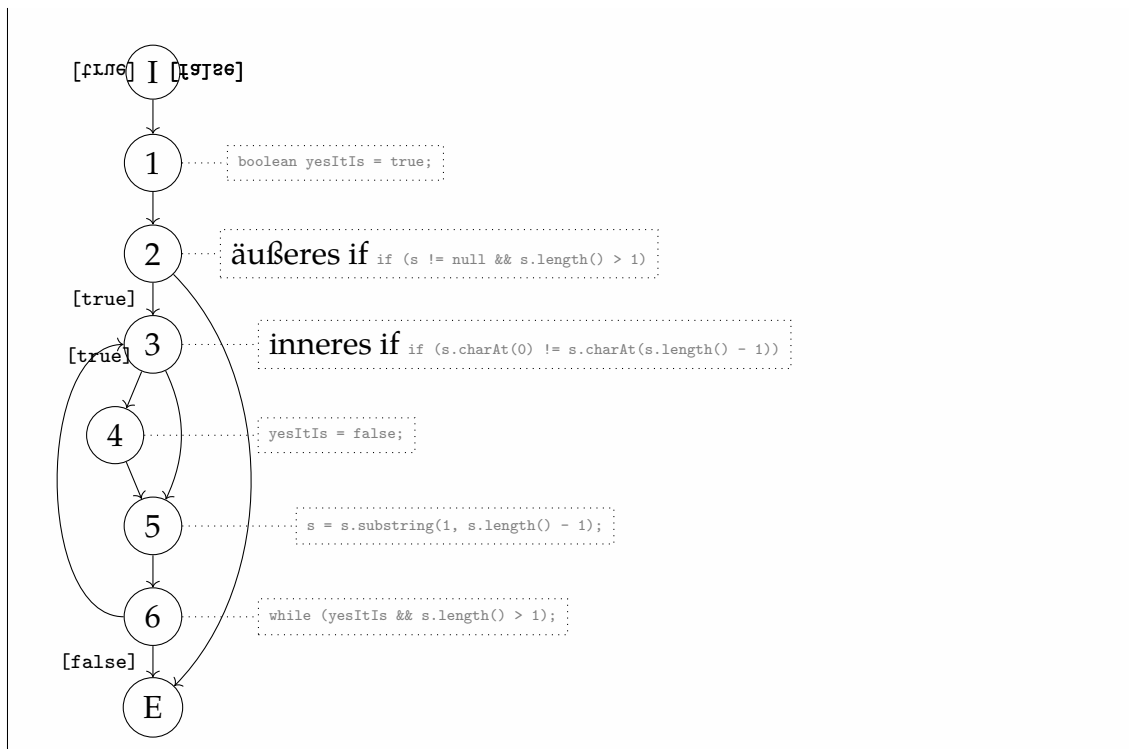 [true] I [false]
1 boolean yesItIs = true;
2 äußeres if if (s != null && s.length() > 1)
[true]
3 inneres if if (s.charAt(0) != s.charAt(s.length() - 1))
[true]
4 yesItIs = false;
5 s = s.substring(1, s.length() - 1);
6 while (yesItIs && s.length() > 1);
[false]
E